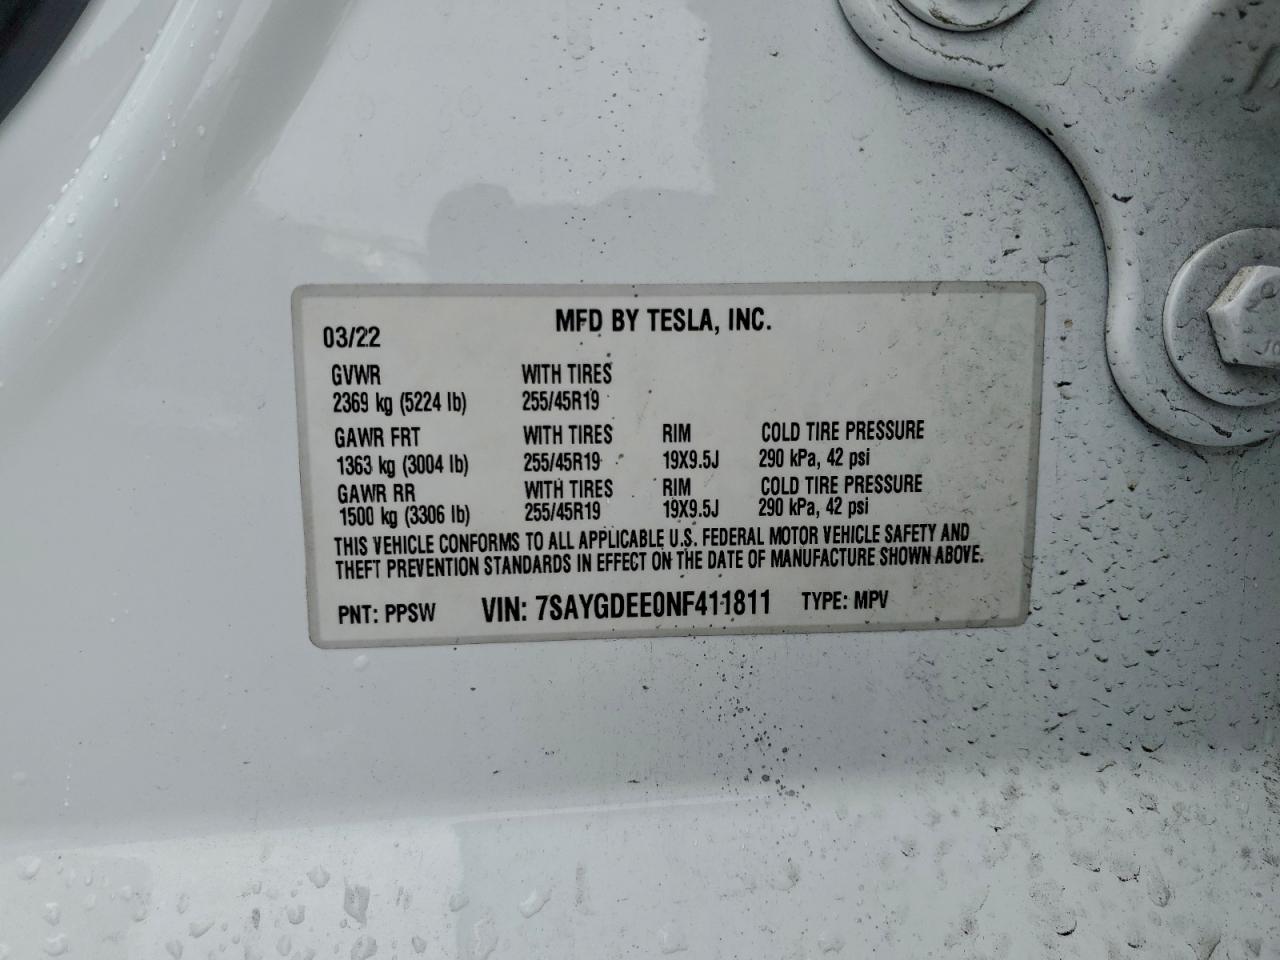 MFD BY TESLA, INC.
03/22
GVWR WITH TIRES
2369 kg (5224 lb) 255/45R19
GAWR FRT WITH TIRES RIM COLD TIRE PRESSURE
1363 kg (3004 lb) 255/45R19 19X9.5J 290 kPa, 42 psi
GAWR RR WITH TIRES RIM COLD TIRE PRESSURE
1500 kg (3306 lb) 255/45R19 19X9.5J 290 kPa, 42 psi
THIS VEHICLE CONFORMS TO ALL APPLICABLE U.S. FEDERAL MOTOR VEHICLE SAFETY AND
THEFT PREVENTION STANDARDS IN EFFECT ON THE DATE OF MANUFACTURE SHOWN ABOVE.
PNT: PPSW VIN: 7SAYGDEE0NF411811 TYPE: MPV